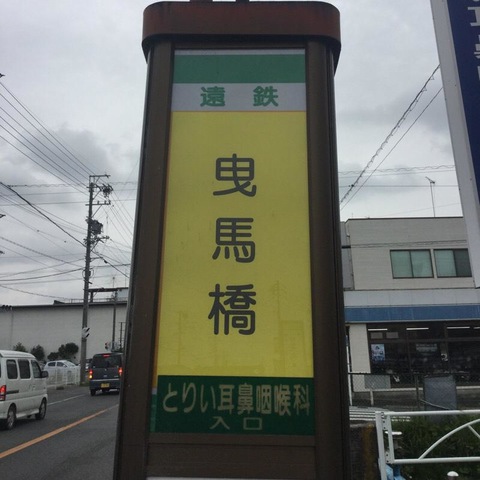 遠鉄
曳馬橋
とりい耳鼻咽喉科
入口